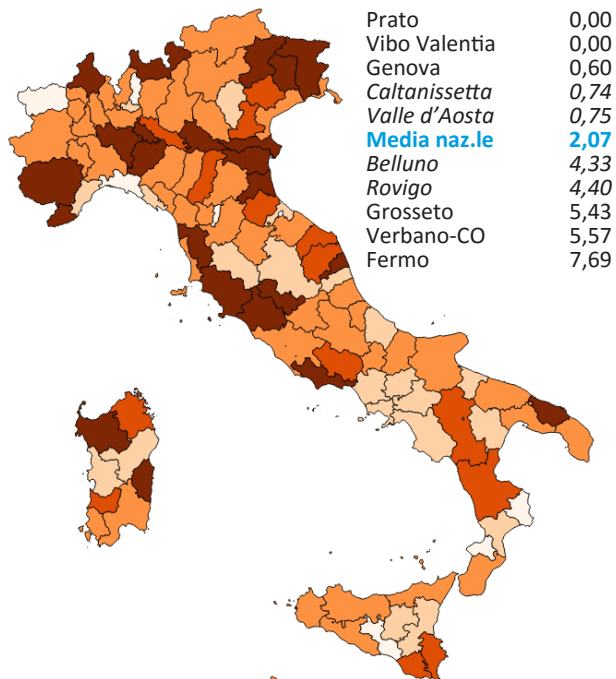 Prato 0,00
Vibo Valentia 0,00
Genova 0,60
Caltanissetta 0,74
Valle d'Aosta 0,75
Media naz.le 2,07
Belluno 4,33
Rovigo 4,40
Grosseto 5,43
Verbano-CO 5,57
Fermo 7,69